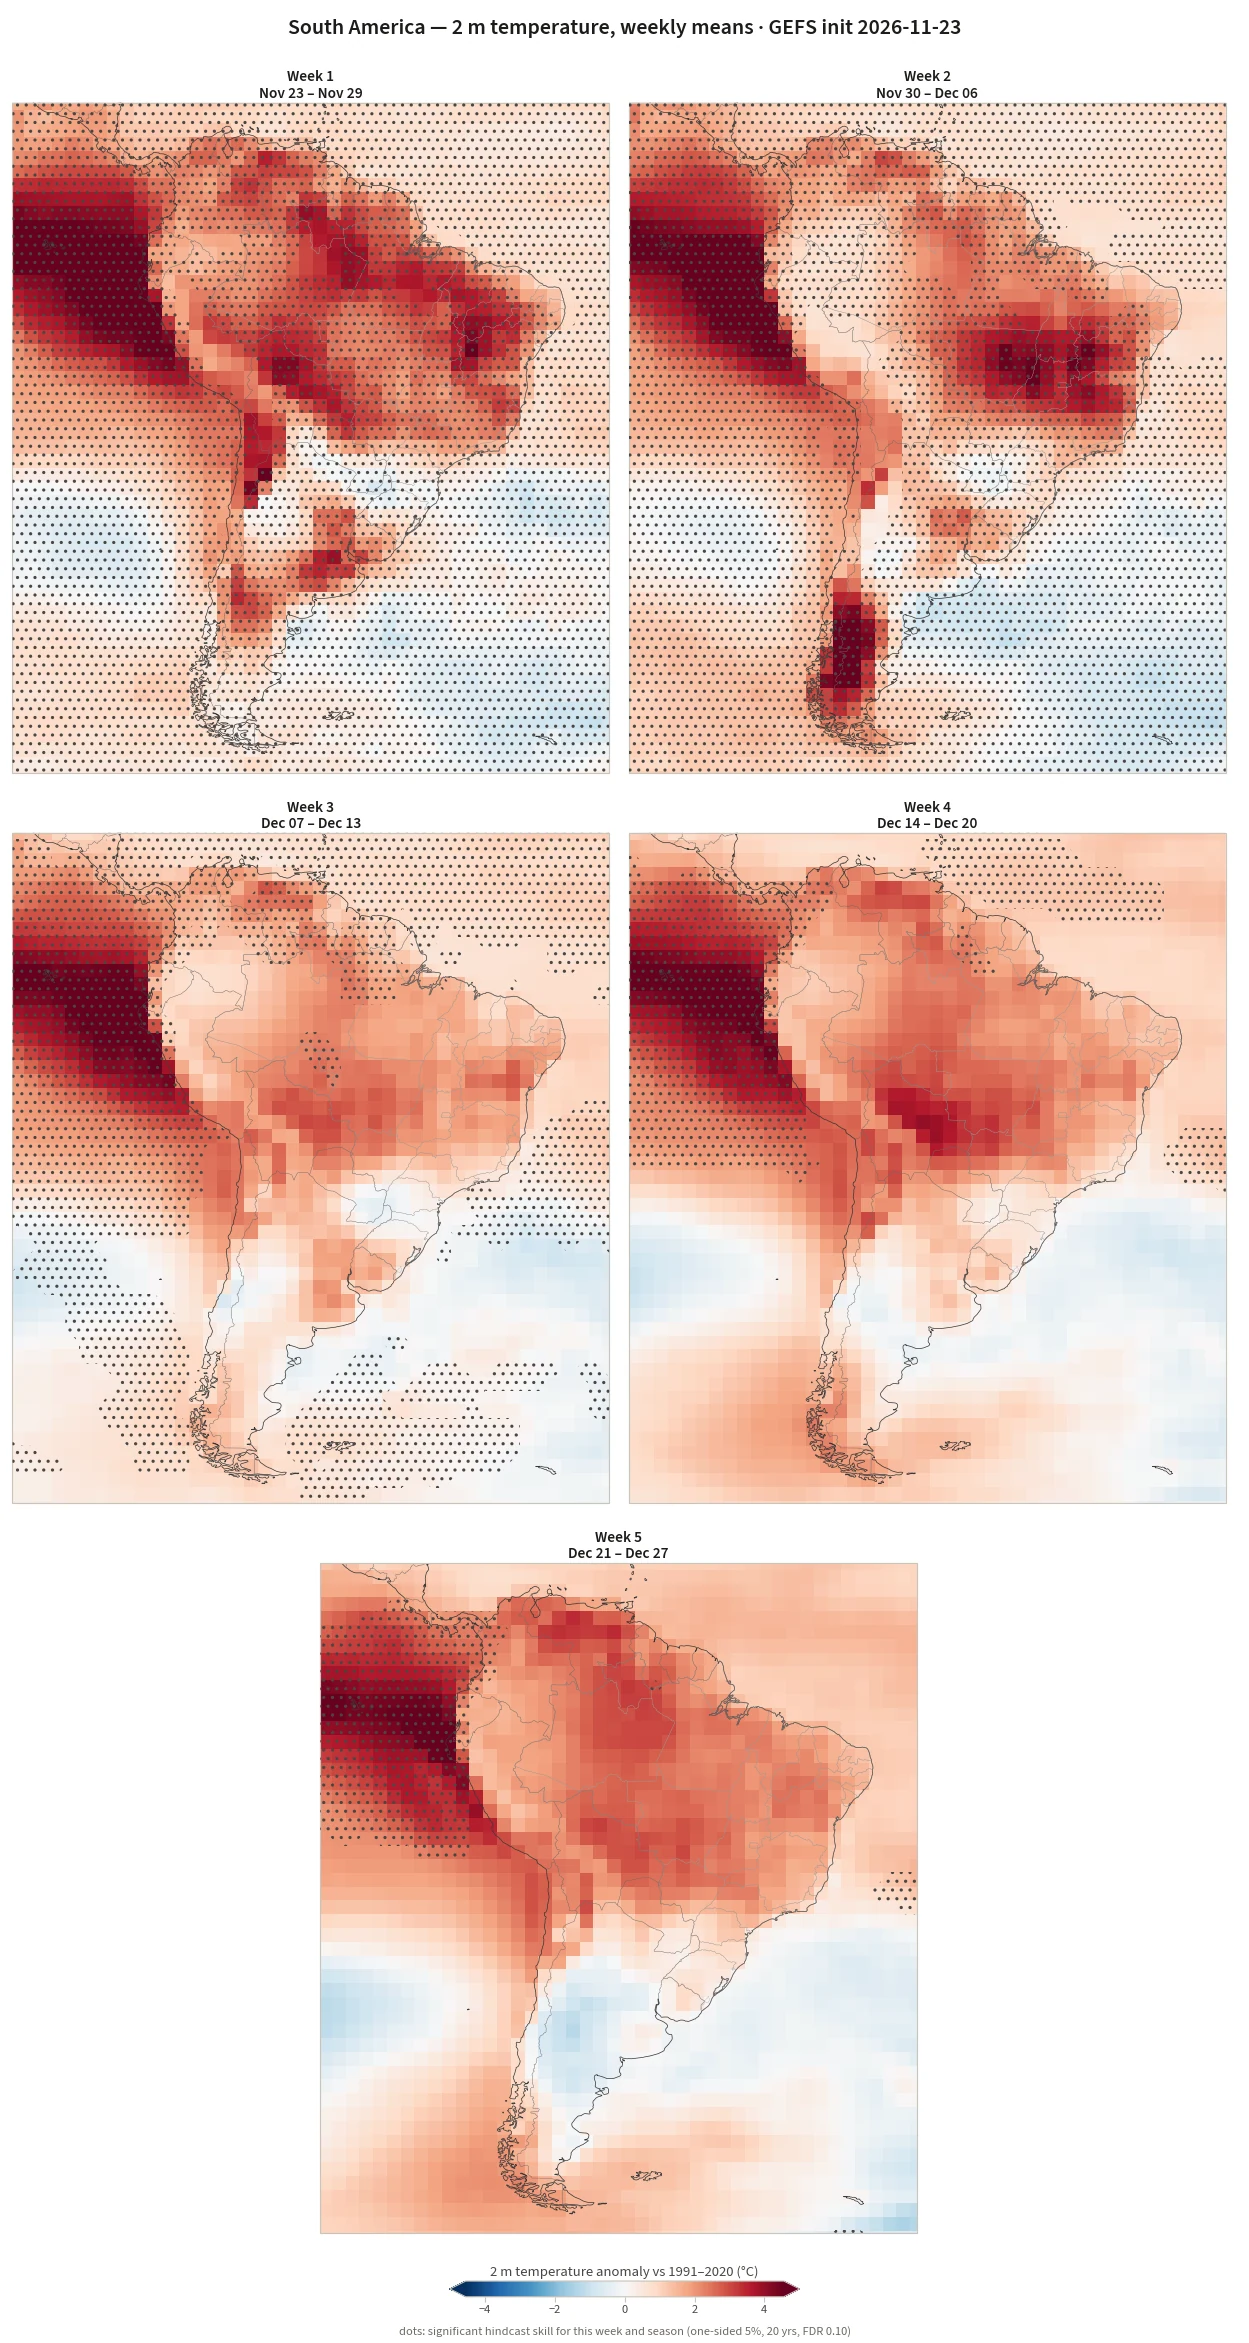 South America — 2 m temperature, weekly means · GEFS init 2026-11-23
Week 1
Nov 23 – Nov 29
Week 2
Nov 30 – Dec 06
Week 3
Dec 07 – Dec 13
Week 4
Dec 14 – Dec 20
Week 5
Dec 21 – Dec 27
2 m temperature anomaly vs 1991–2020 (°C)
−4 −2 0 2 4
dots: significant hindcast skill for this week and season (one-sided 5%, 20 yrs, FDR 0.10)